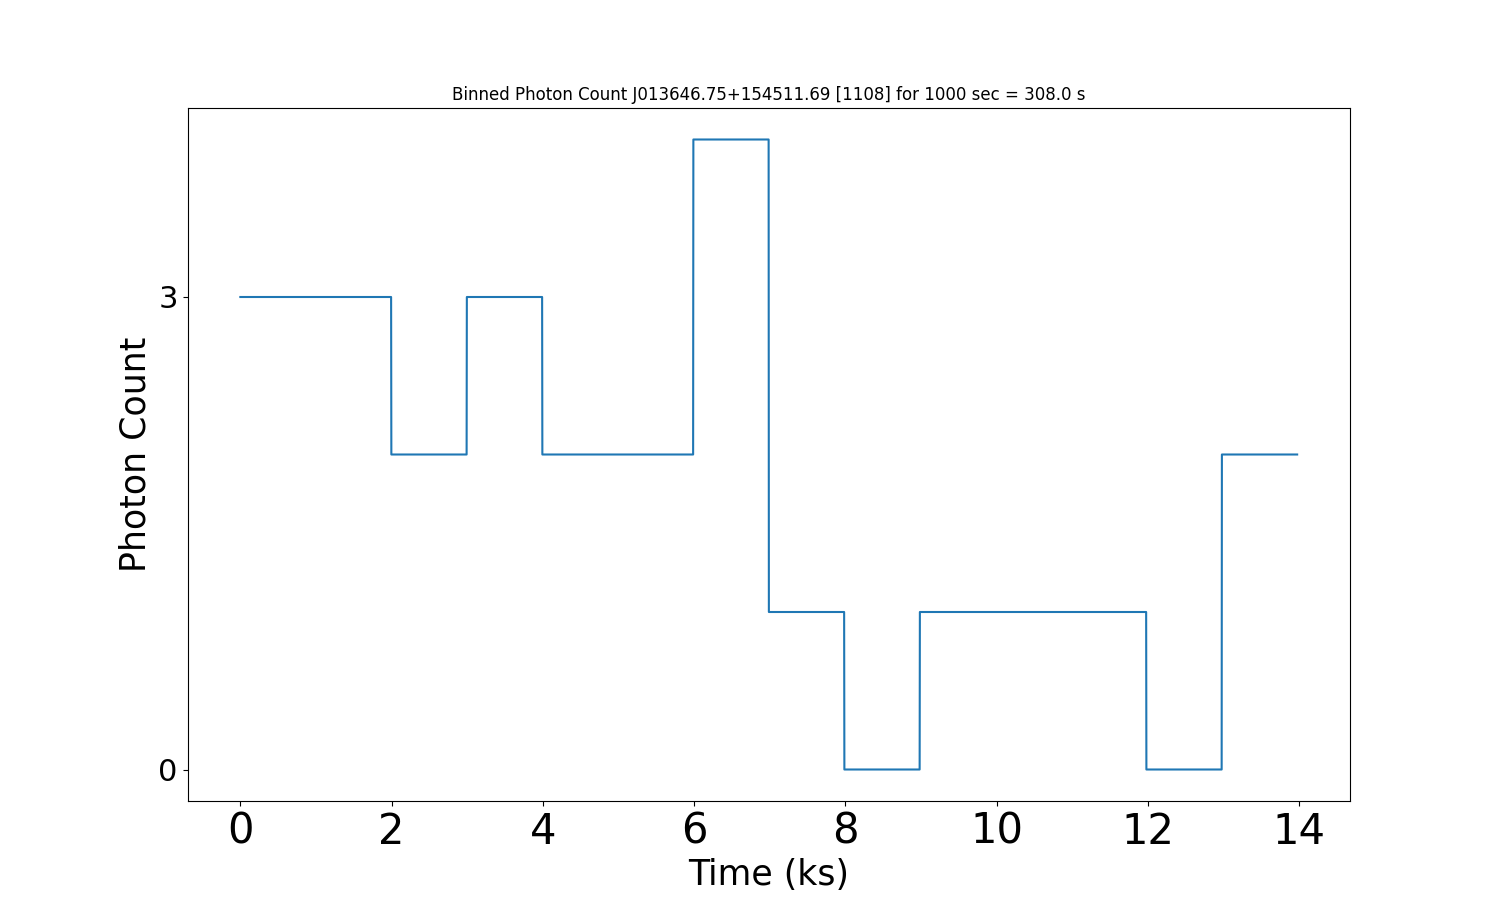 Binned Photon Count J013646.75+154511.69 [1108] for 1000 sec = 308.0 s
3
0
Photon Count
0 2 4 6 8 10 12 14
Time (ks)